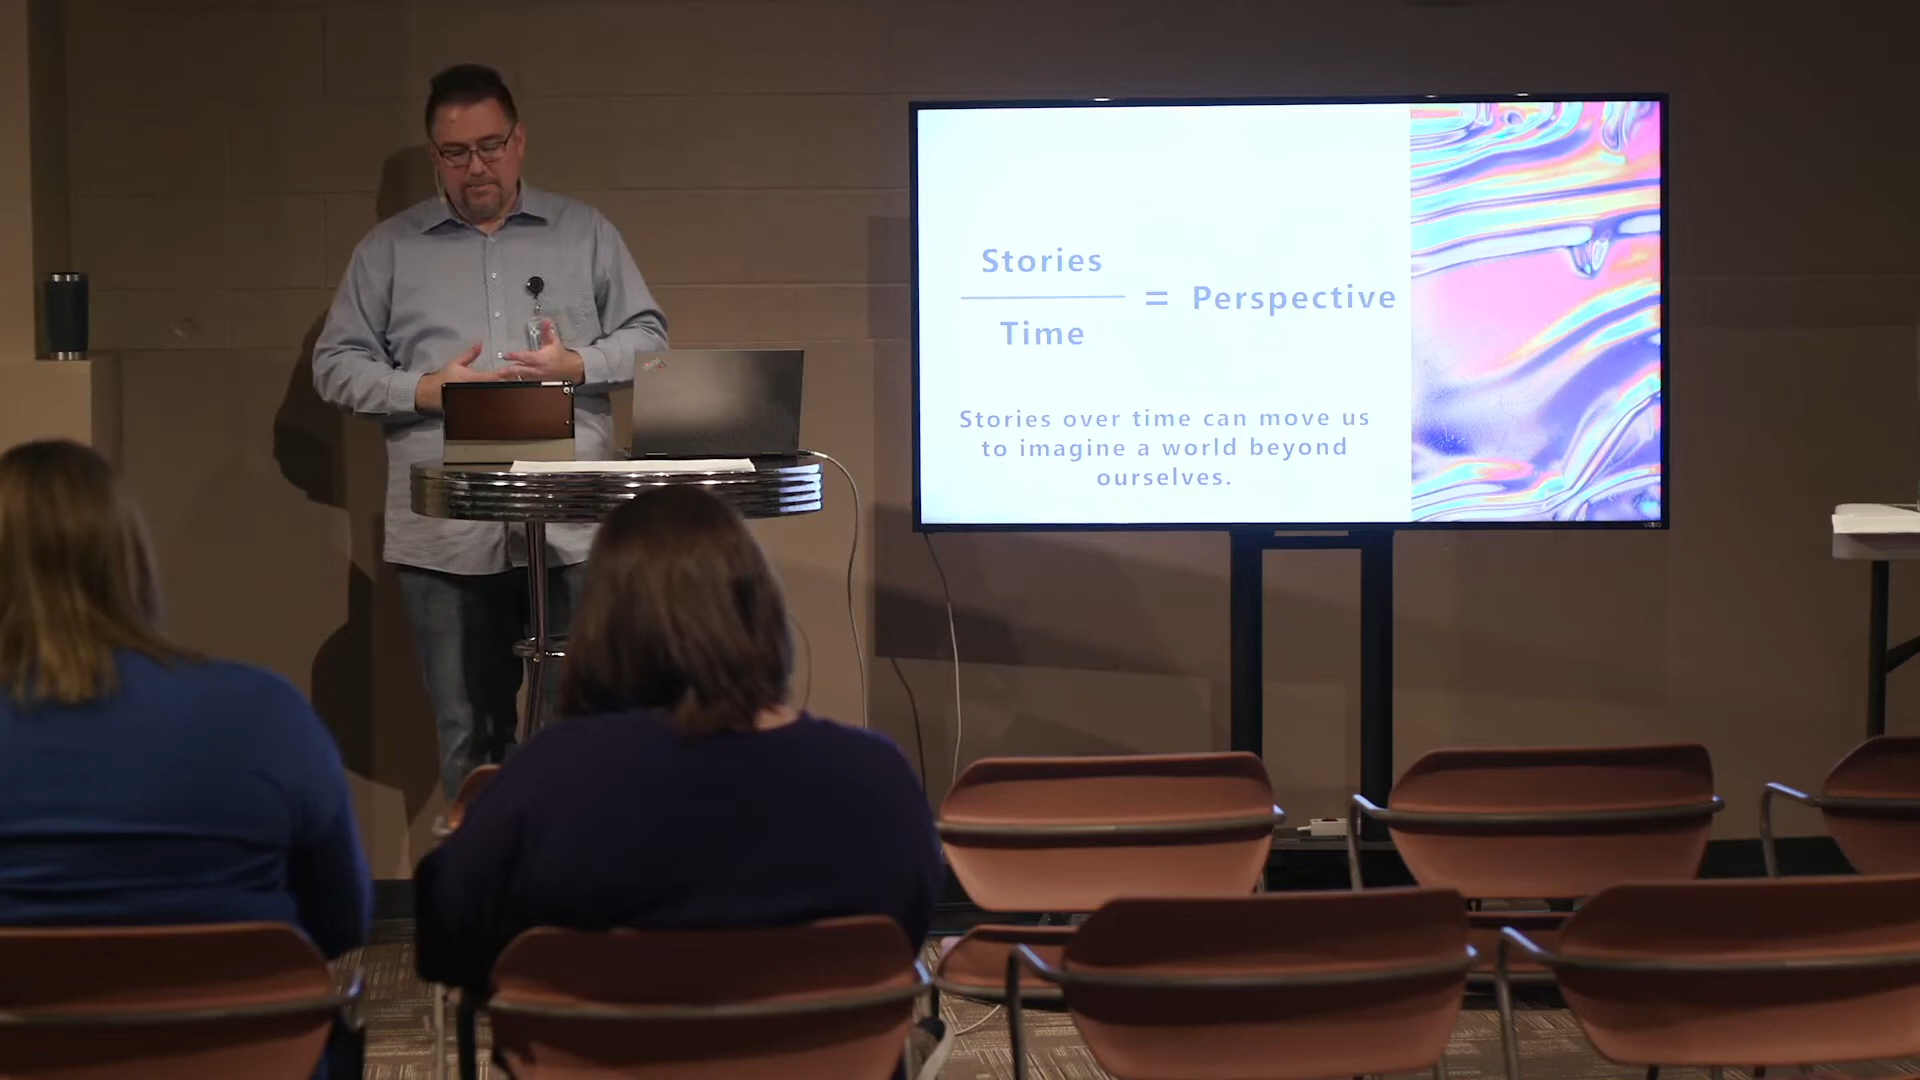 Stories
Time
= Perspective
Stories over time can move us
to imagine a world beyond
ourselves.